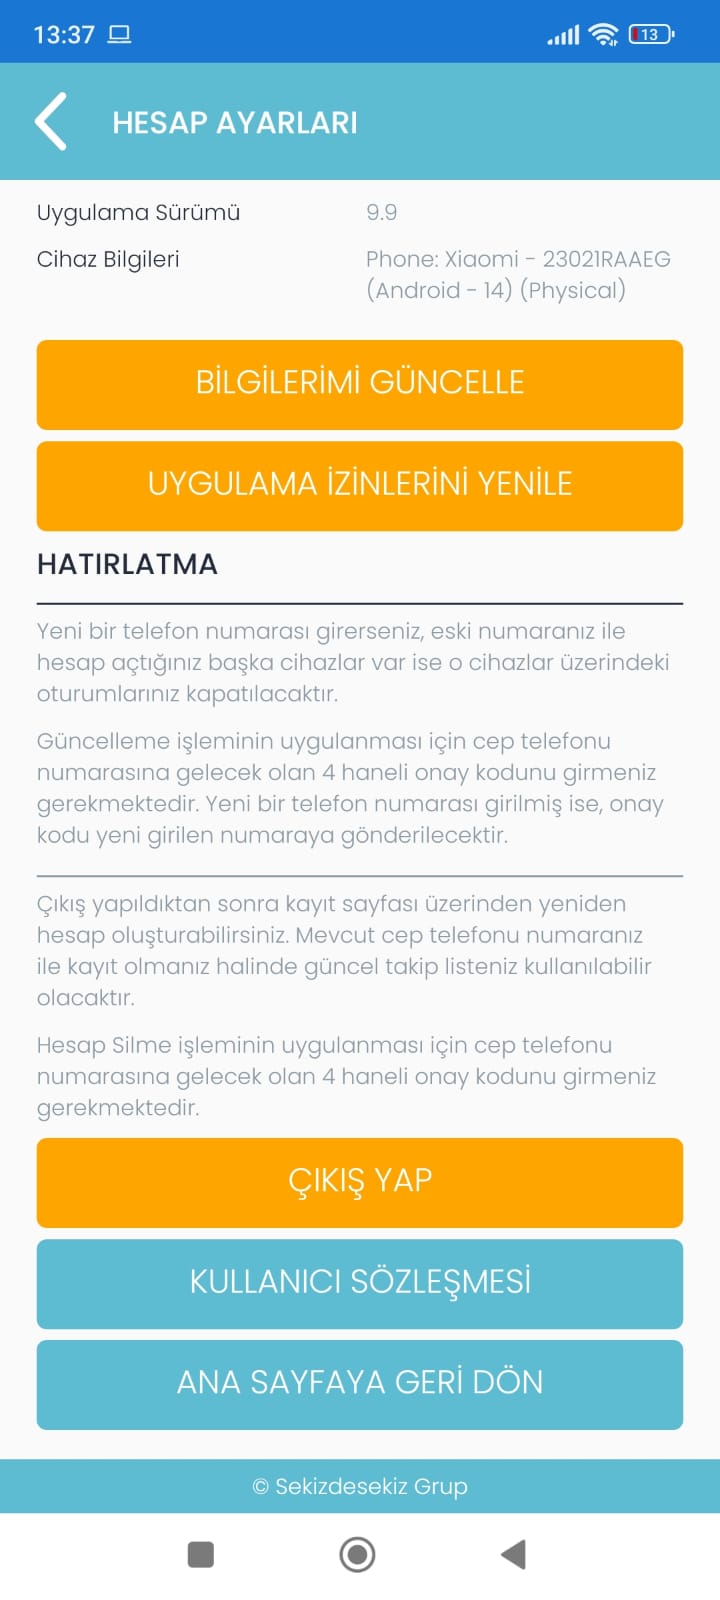 13:37
13
HESAP AYARLARI
Uygulama Sürümü 9.9
Cihaz Bilgileri Phone: Xiaomi - 23021RAAEG
(Android - 14) (Physical)
BİLGİLERİMİ GÜNCELLE
UYGULAMA İZİNLERİNİ YENİLE
HATIRLATMA
Yeni bir telefon numarası girerseniz, eski numaranız ile
hesap açtığınız başka cihazlar var ise o cihazlar üzerindeki
oturumlarınız kapatılacaktır.
Güncelleme işleminin uygulanması için cep telefonu
numarasına gelecek olan 4 haneli onay kodunu girmeniz
gerekmektedir. Yeni bir telefon numarası girilmiş ise, onay
kodu yeni girilen numaraya gönderilecektir.
Çıkış yapıldıktan sonra kayıt sayfası üzerinden yeniden
hesap oluşturabilirsiniz. Mevcut cep telefonu numaranız
ile kayıt olmanız halinde güncel takip listeniz kullanılabilir
olacaktır.
Hesap Silme işleminin uygulanması için cep telefonu
numarasına gelecek olan 4 haneli onay kodunu girmeniz
gerekmektedir.
ÇIKIŞ YAP
KULLANICI SÖZLEŞMESİ
ANA SAYFAYA GERİ DÖN
© Sekizdesekiz Grup